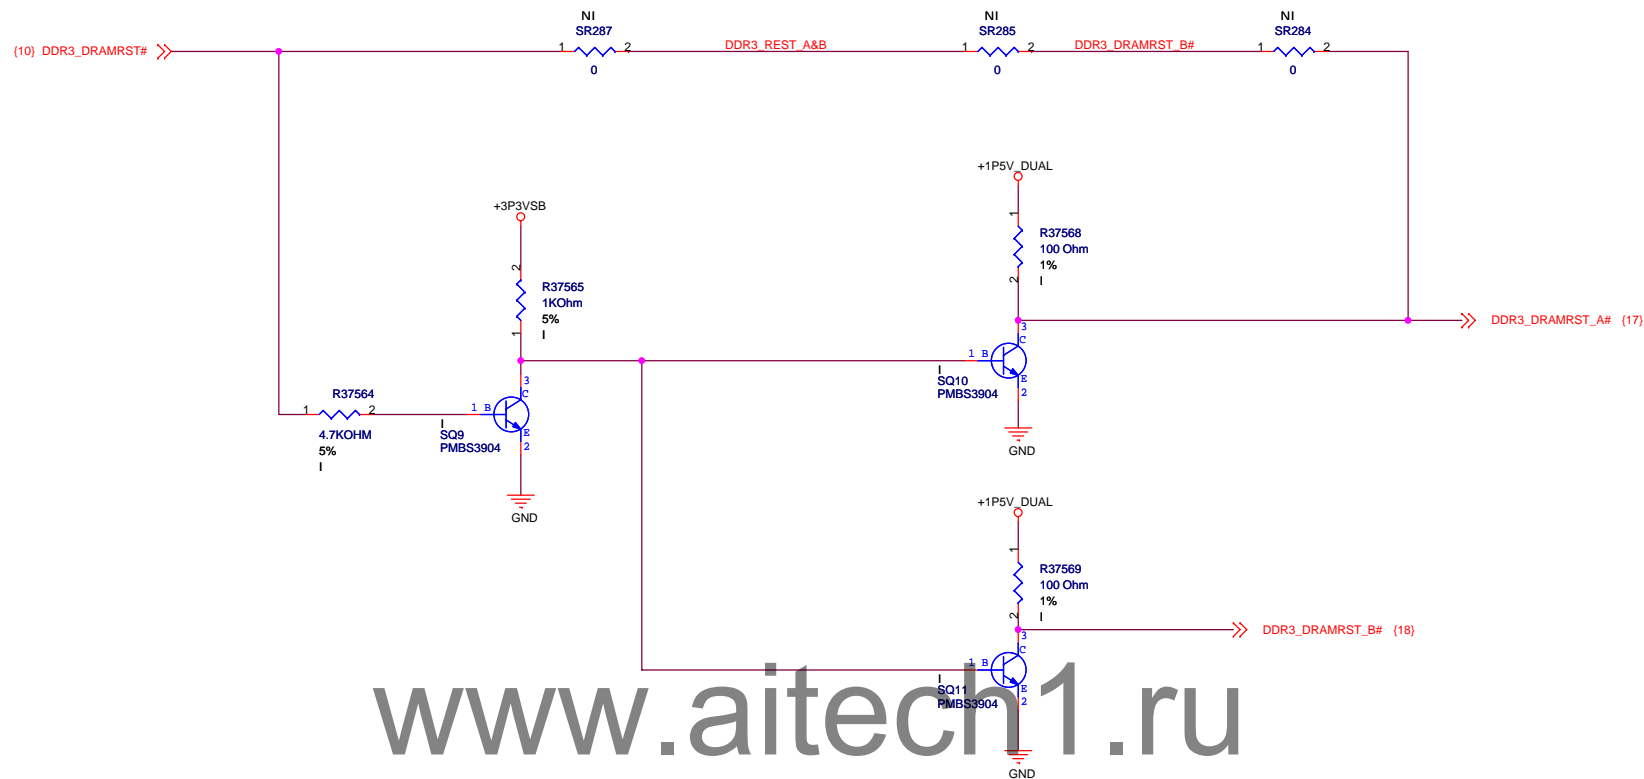 NI
SR287
1 2
0
NI
SR285
1 2
0
NI
SR284
1 2
0
{10} DDR3_DRAMRST#
DDR3_REST_A&B
DDR3_DRAMRST_B#
+1P5V_DUAL
1
R37568
100 Ohm
1%
I
2
+3P3VSB
2
R37565
1KOhm
5%
I
1
3
C
1 B
E
2
I
SQ10
PMBS3904
GND
DDR3_DRAMRST_A# {17}
R37564
1 2
4.7KOHM
5%
I
3
C
1 B
E
2
I
SQ9
PMBS3904
GND
+1P5V_DUAL
1
R37569
100 Ohm
1%
I
2
3
C
1 B
E
2
I
SQ11
PMBS3904
GND
DDR3_DRAMRST_B# {18}
www.aitech1.ru